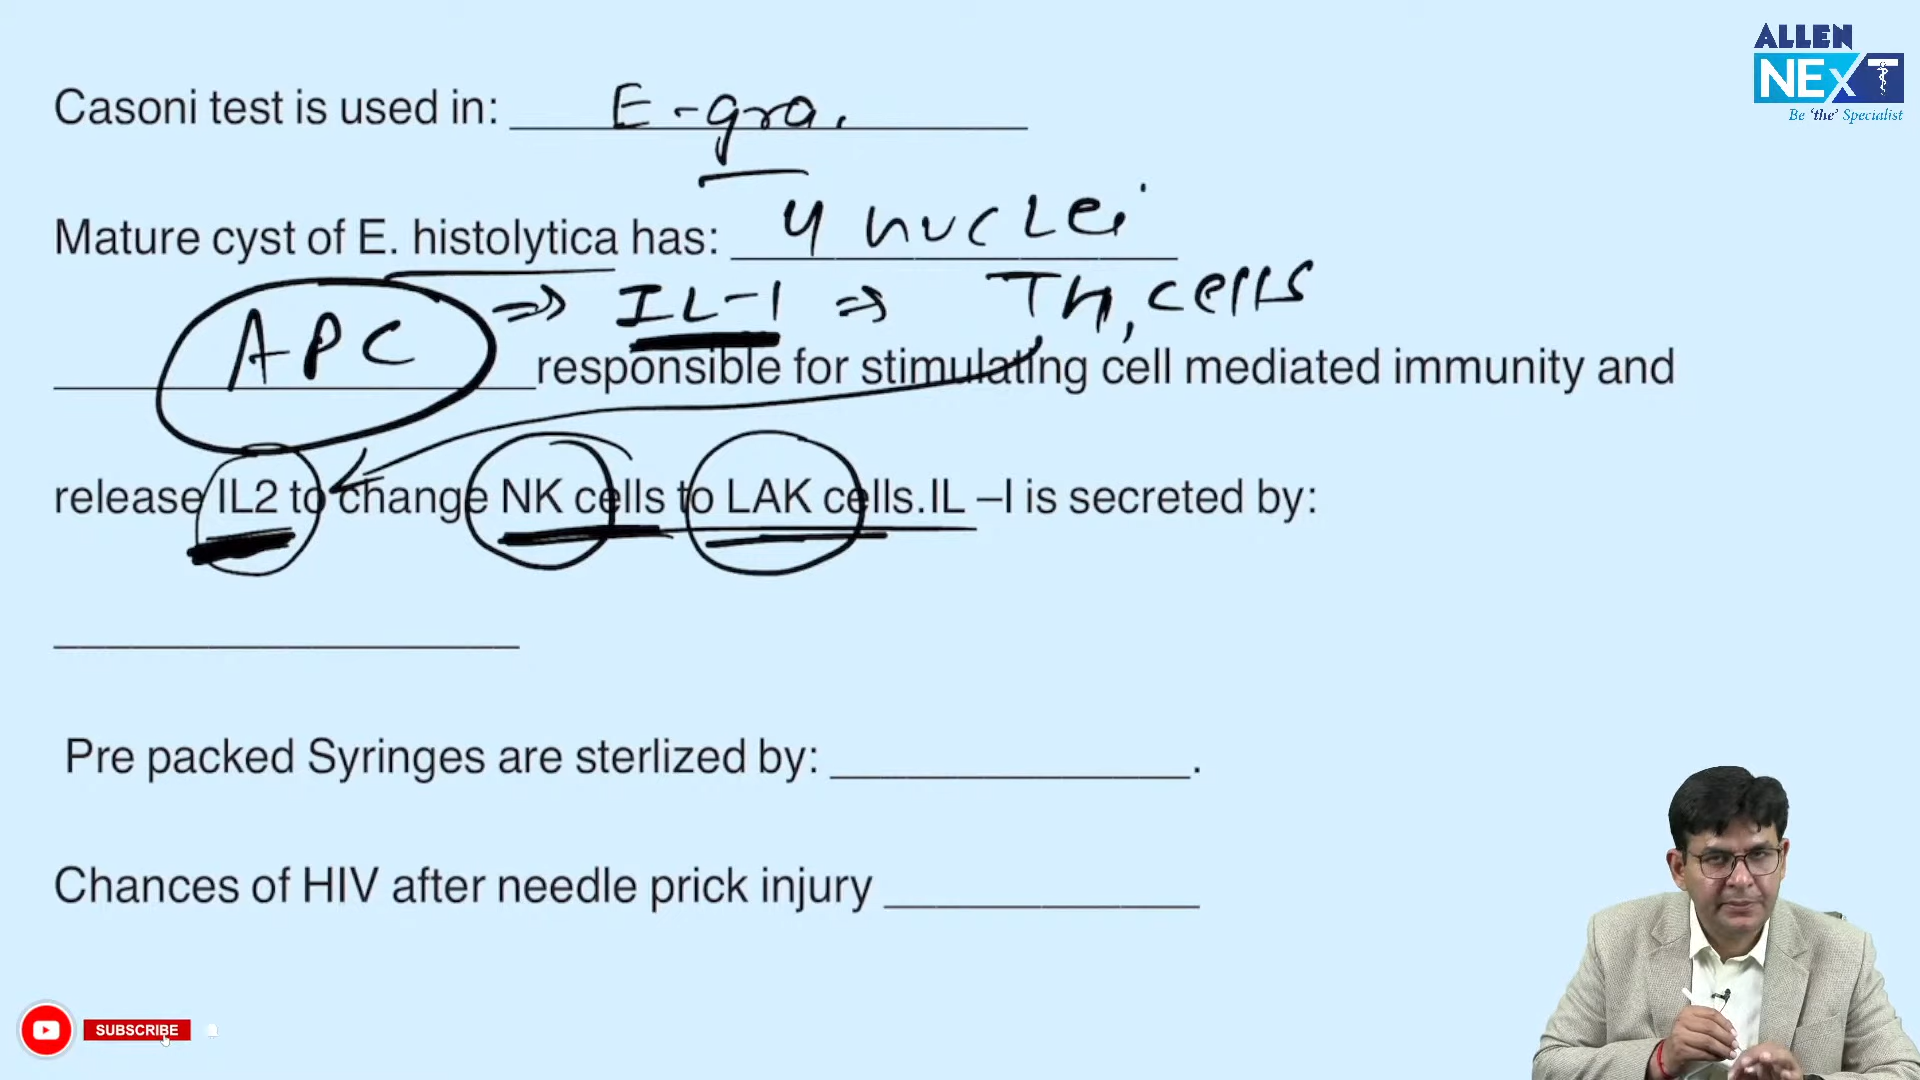 ALLEN
NEXT
Be 'the' Specialist
Casoni test is used in: E-gra.
Mature cyst of E. histolytica has: 4 nuclei
APC ⇒ IL-1 ⇒ TH, cells
responsible for stimulating cell mediated immunity and
release IL2 to change NK cells to LAK cells.IL –I is secreted by:
Pre packed Syringes are sterlized by: .
Chances of HIV after needle prick injury
SUBSCRIBE